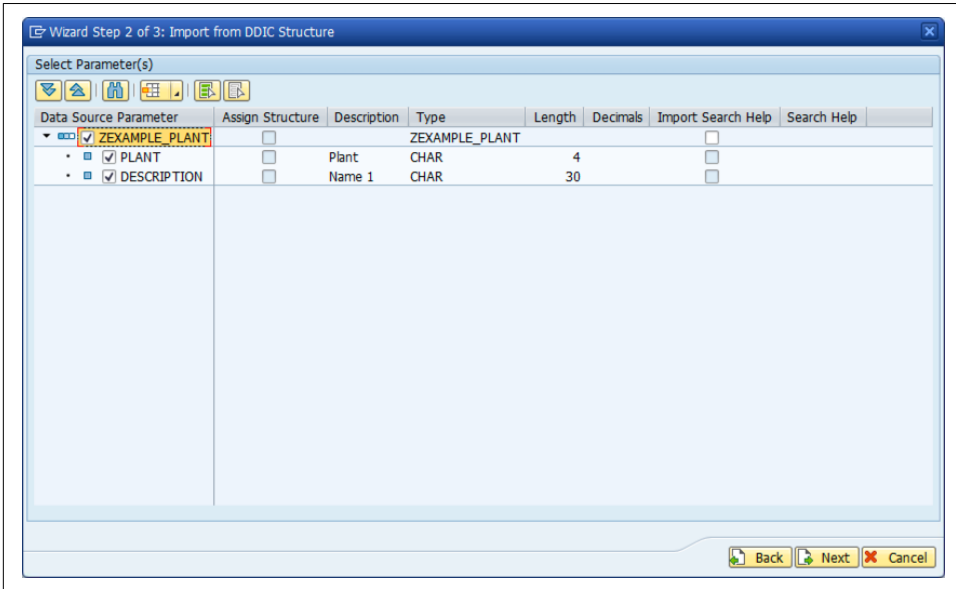 Wizard Step 2 of 3: Import from DDIC Structure
Select Parameter(s)
Data Source Parameter Assign Structure Description Type Length Decimals Import Search Help Search Help
ZEXAMPLE_PLANT ZEXAMPLE_PLANT
PLANT Plant CHAR 4
DESCRIPTION Name 1 CHAR 30
Back Next Cancel